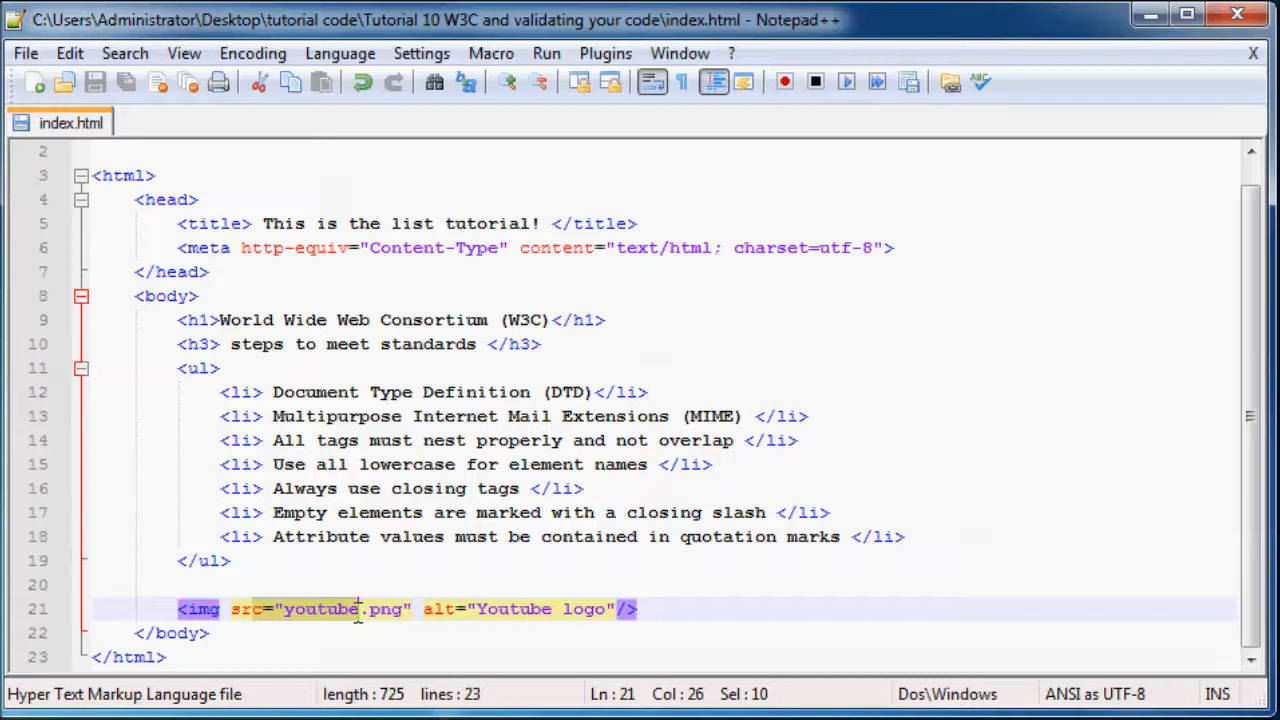 C:\Users\Administrator\Desktop\tutorial code\Tutorial 10 W3C and validating your code\index.html - Notepad++
File Edit Search View Encoding Language Settings Macro Run Plugins Window ? X
ABC
index.html
2
3 <html>
4 <head>
5 <title> This is the list tutorial! </title>
6 <meta http-equiv="Content-Type" content="text/html; charset=utf-8">
7 </head>
8 <body>
9 <h1>World Wide Web Consortium (W3C)</h1>
10 <h3> steps to meet standards </h3>
11 <ul>
12 <li> Document Type Definition (DTD)</li>
13 <li> Multipurpose Internet Mail Extensions (MIME) </li>
14 <li> All tags must nest properly and not overlap </li>
15 <li> Use all lowercase for element names </li>
16 <li> Always use closing tags </li>
17 <li> Empty elements are marked with a closing slash </li>
18 <li> Attribute values must be contained in quotation marks </li>
19 </ul>
20
21 <img src="youtube.png" alt="Youtube logo"/>
22 </body>
23 </html>
Hyper Text Markup Language file length : 725 lines : 23 Ln : 21 Col : 26 Sel : 10 Dos\Windows ANSI as UTF-8 INS